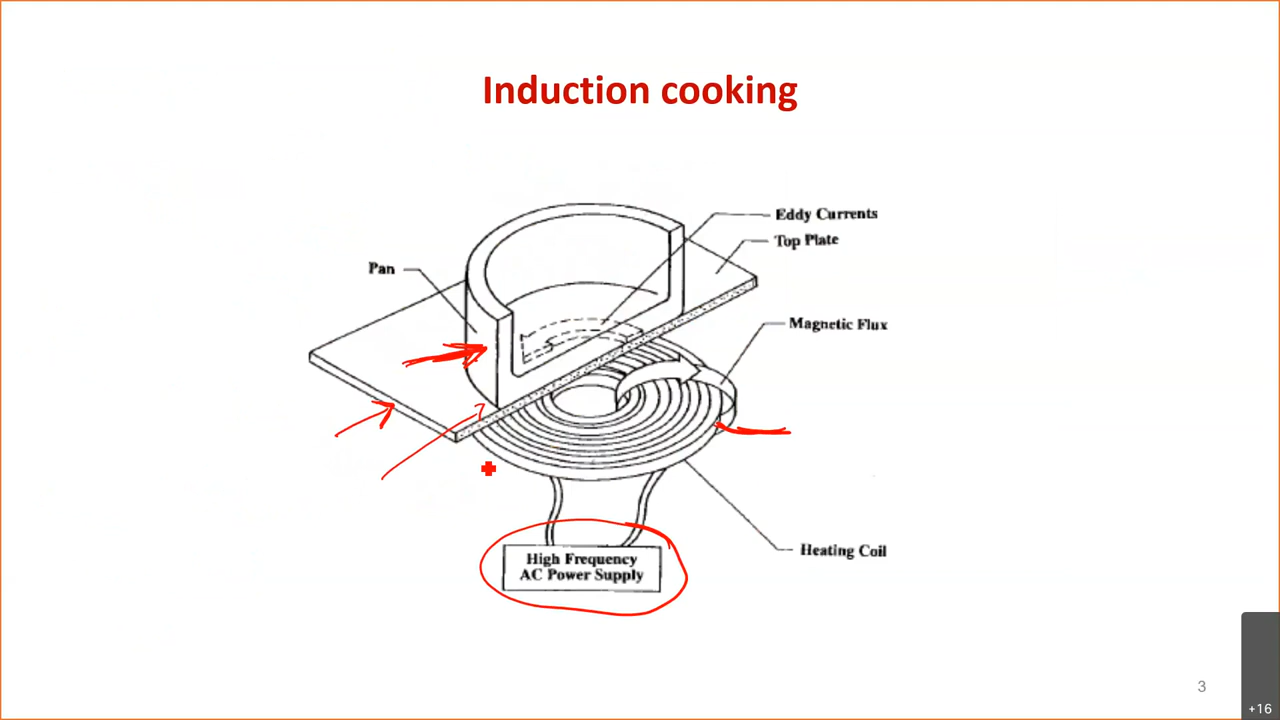 Induction cooking
Eddy Currents
Top Plate
Pan
Magnetic Flux
Heating Coil
High Frequency
AC Power Supply
3
+16